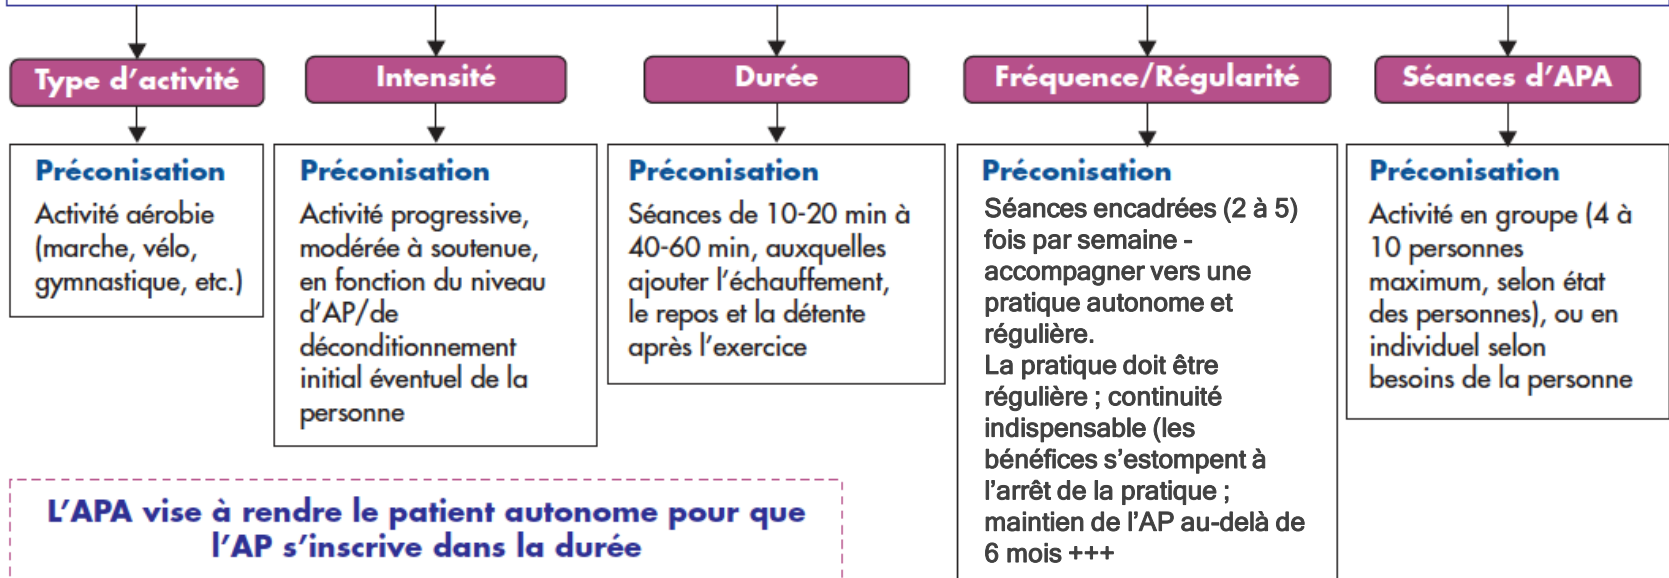 Type d'activité
Préconisation
Activité aérobie
(marche, vélo,
gymnastique, etc.)
Intensité
Préconisation
Activité progressive,
modérée à soutenue,
en fonction du niveau
d'AP/de
déconditionnement
initial éventuel de la
personne
Durée
Préconisation
Séances de 10-20 min à
40-60 min, auxquelles
ajouter l'échauffement,
le repos et la détente
après l'exercice
Fréquence/Régularité
Préconisation
Séances encadrées (2 à 5)
fois par semaine -
accompagner vers une
pratique autonome et
régulière.
La pratique doit être
régulière ; continuité
indispensable (les
bénéfices s'estompent à
l'arrêt de la pratique ;
maintien de l'AP au-delà de
6 mois +++
Séances d'APA
Préconisation
Activité en groupe (4 à
10 personnes
maximum, selon état
des personnes), ou en
individuel selon
besoins de la personne
L'APA vise à rendre le patient autonome pour que
l'AP s'inscrive dans la durée